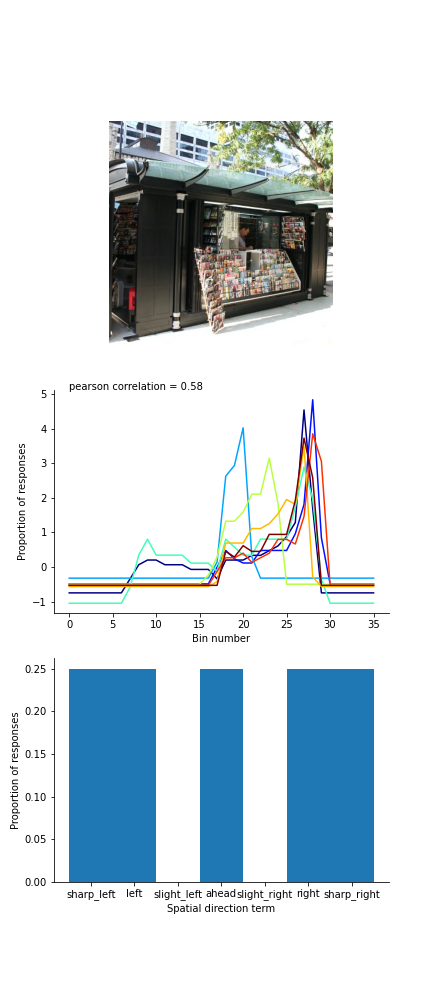 pearson correlation = 0.58
5
4
3
2
1
0
−1
Proportion of responses
0 5 10 15 20 25 30 35
Bin number
0.25
0.20
0.15
0.10
0.05
0.00
Proportion of responses
sharp_left left slight_left ahead slight_right right sharp_right
Spatial direction term